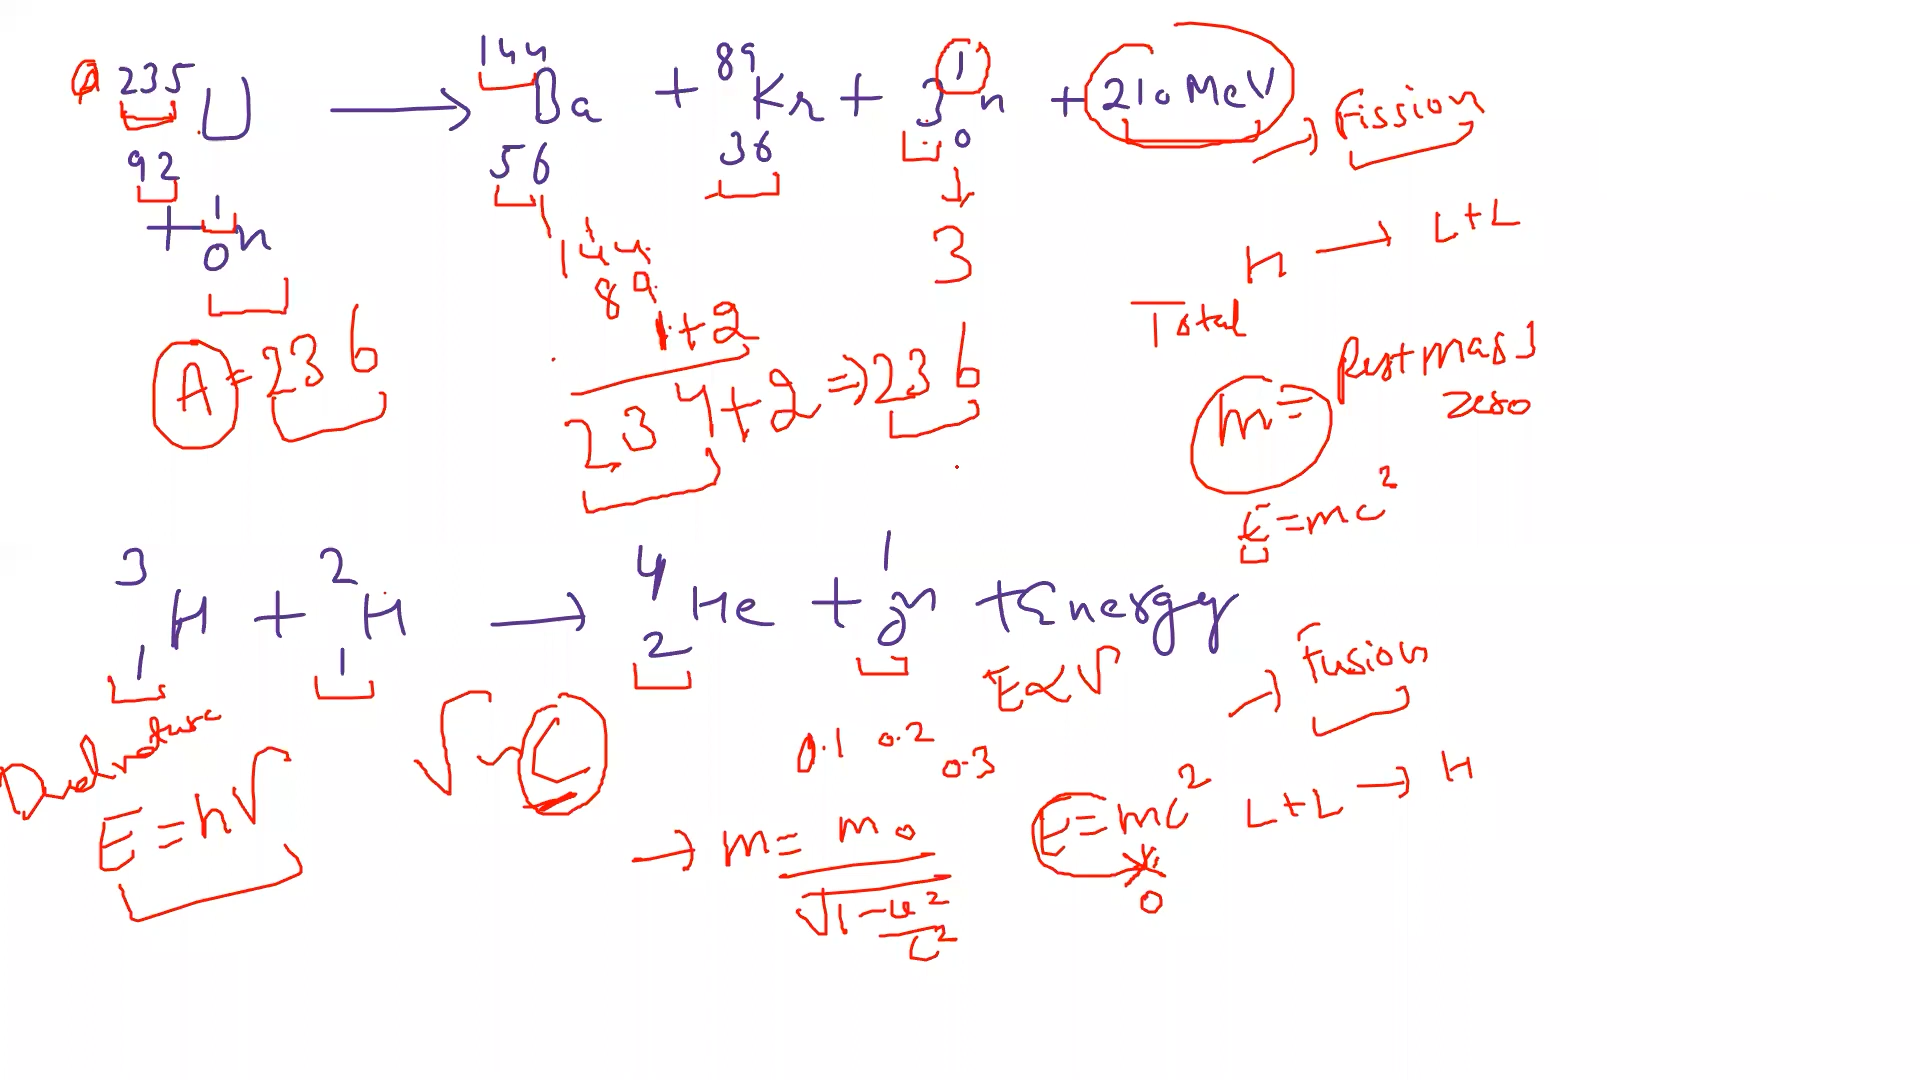 235 U → 144 Ba + 89 Kr + 3 1 n + 210 MeV → Fission
92 56 36 0
+ 1 n
0
3
H → L+L
144
89
1+2
234+2 ⇒ 236
A = 236
Total
m = Rest mass
zero
E = mc²
3 H + 2 H → 4 He + 1 n + Energy
1 1 2 0
E ∝ √
→ Fusion
Dual nature
E = h√
√ ~ C
0.1 0.2 0.3
→ m = m₀ / √1 - u²/c²
E = mc²
0
L+L → H